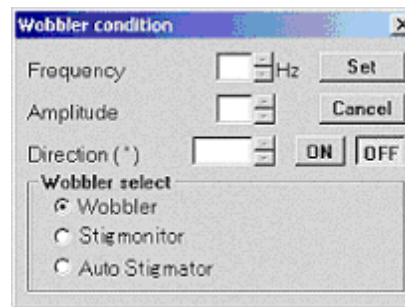 Wobbler condition
Frequency Hz Set
Amplitude Cancel
Direction (°) ON OFF
Wobbler select
Wobbler
Stigmonitor
Auto Stigmator